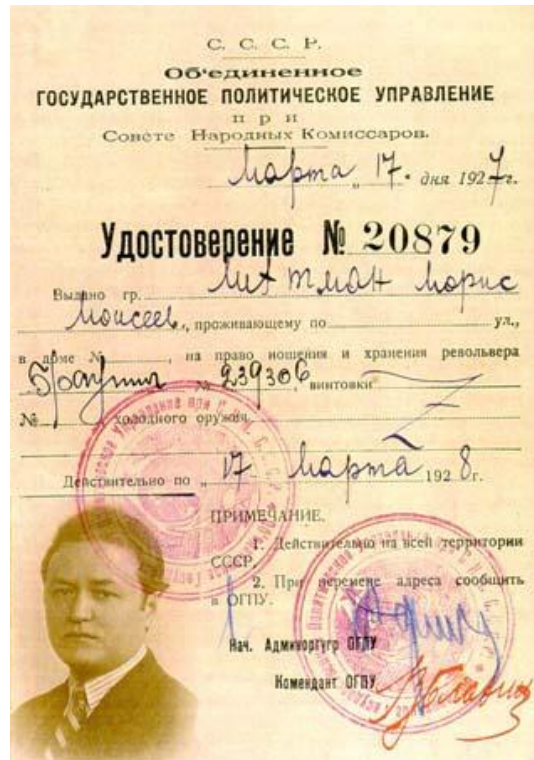 С. С. С. Р.
Об'единенное
ГОСУДАРСТВЕННОЕ ПОЛИТИЧЕСКОЕ УПРАВЛЕНИЕ
при
Совете Народных Комиссаров.
Марта „ 17. дня 1927г.
Удостоверение № 20879
Выдано гр. Лихтман Морис
Моисеев., проживающему по ул.,
в доме № , на право ношения и хранения револьвера
Браунинг № 239306, винтовки
№ холодного оружия.
Действительно по „ 17 Марта 1928г.
ПРИМЕЧАНИЕ.
1. Действительно на всей территории
СССР.
2. При перемене адреса сообщить
в ОГПУ.
Нач. Админоргупр ОГПУ
Комендант ОГПУ